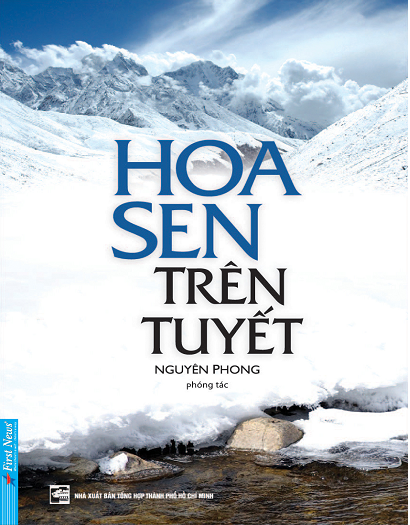 HOA
SEN
TRÊN
TUYẾT
NGUYÊN PHONG
phóng tác
First News
NHÀ XUẤT BẢN TỔNG HỢP THÀNH PHỐ HỒ CHÍ MINH